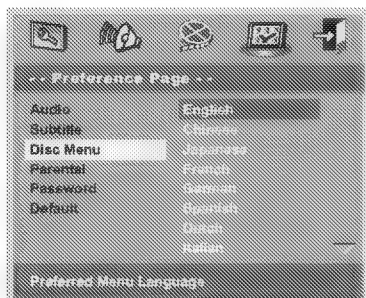 - - Preference Page - -
Audio
Subtitle
Disc Menu
Parental
Password
Default
English
Chinese
Japanese
French
German
Spanish
Dutch
Italian
Preferred Menu Language